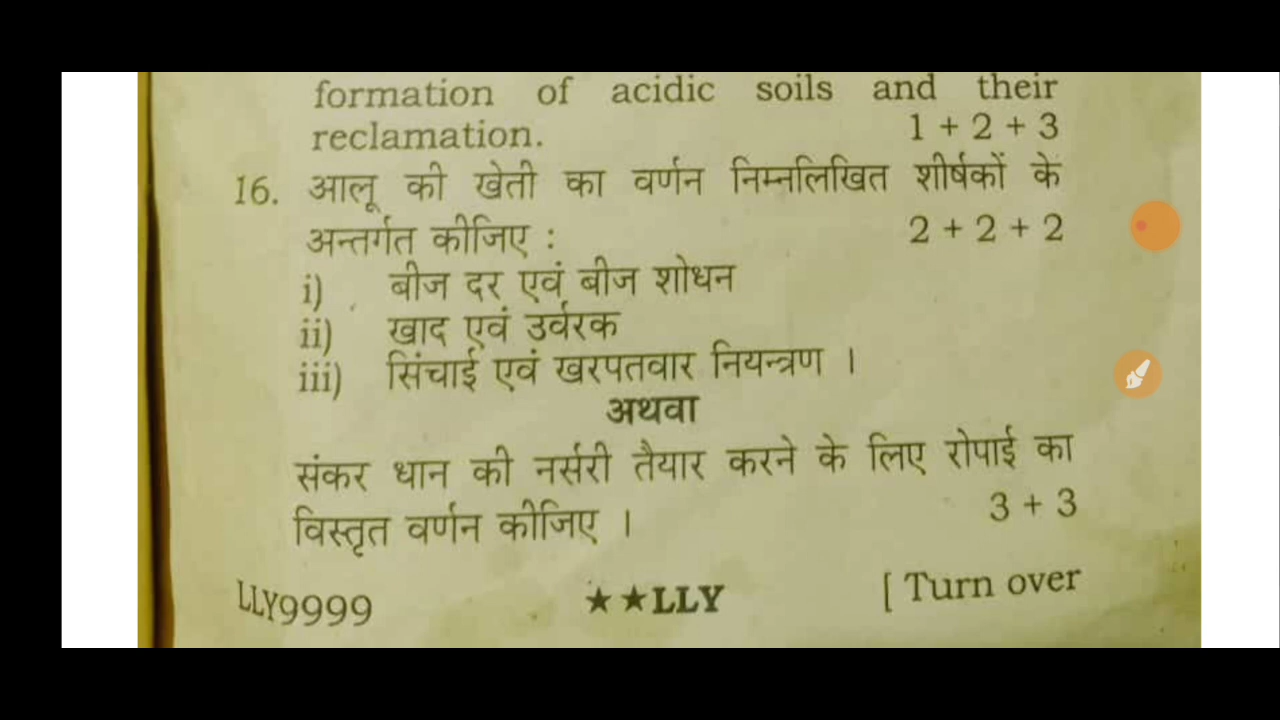 formation of acidic soils and their
reclamation. 1 + 2 + 3
16. आलू की खेती का वर्णन निम्नलिखित शीर्षकों के
अन्तर्गत कीजिए : 2 + 2 + 2
i) बीज दर एवं बीज शोधन
ii) खाद एवं उर्वरक
iii) सिंचाई एवं खरपतवार नियन्त्रण ।
अथवा
संकर धान की नर्सरी तैयार करने के लिए रोपाई का
विस्तृत वर्णन कीजिए । 3 + 3
LLY9999 ★★LLY [ Turn over